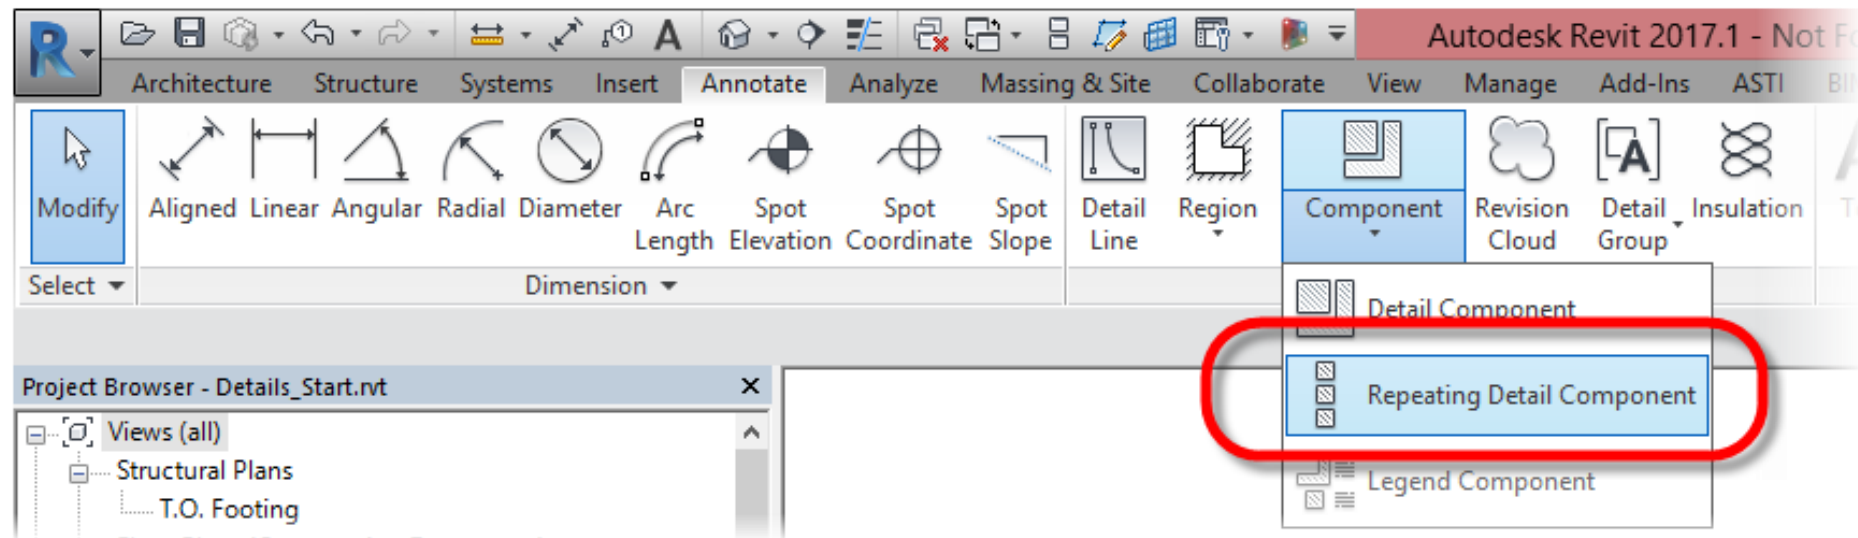 Autodesk Revit 2017.1 - Not Fo
Architecture Structure Systems Insert Annotate Analyze Massing & Site Collaborate View Manage Add-Ins ASTI BIM
Modify Aligned Linear Angular Radial Diameter Arc Length Spot Elevation Spot Coordinate Spot Slope Detail Line Region Component Revision Cloud Detail Group Insulation
Select Dimension
Detail Component
Repeating Detail Component
Legend Component
Project Browser - Details_Start.rvt
Views (all)
Structural Plans
T.O. Footing